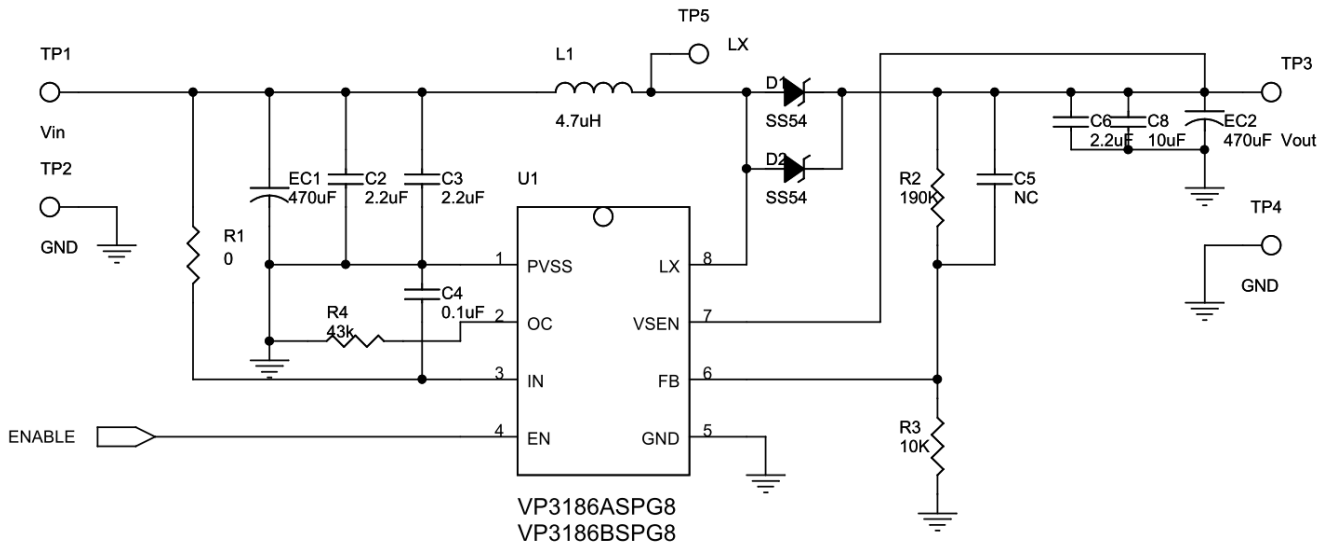 TP5
LX
TP1
L1
D1
TP3
Vin
4.7uH
SS54
C6
2.2uF
C8
10uF
EC2
470uF
Vout
TP2
D2
SS54
EC1
470uF
C2
2.2uF
C3
2.2uF
U1
R2
190K
C5
NC
TP4
GND
R1
0
GND
1
PVSS
LX
8
C4
0.1uF
R4
43k
2
OC
VSEN
7
3
IN
FB
6
ENABLE
4
EN
GND
5
R3
10K
VP3186ASPG8
VP3186BSPG8